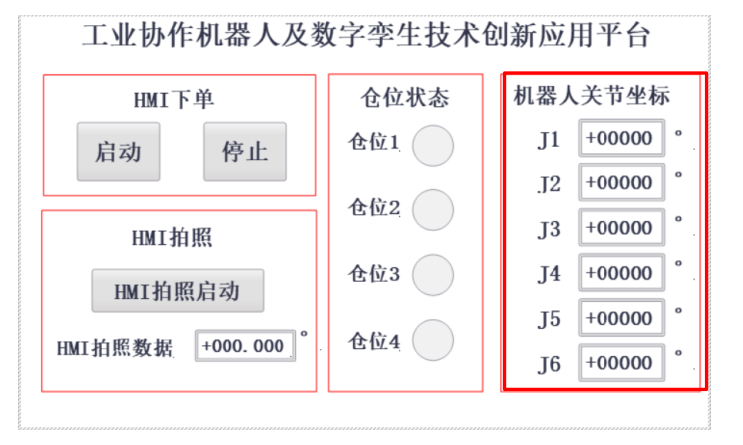 工业协作机器人及数字孪生技术创新应用平台
HMI下单
启动
停止
HMI拍照
HMI拍照启动
HMI拍照数据 +000.000 °
仓位状态
仓位1
仓位2
仓位3
仓位4
机器人关节坐标
J1 +00000 °
J2 +00000 °
J3 +00000 °
J4 +00000 °
J5 +00000 °
J6 +00000 °